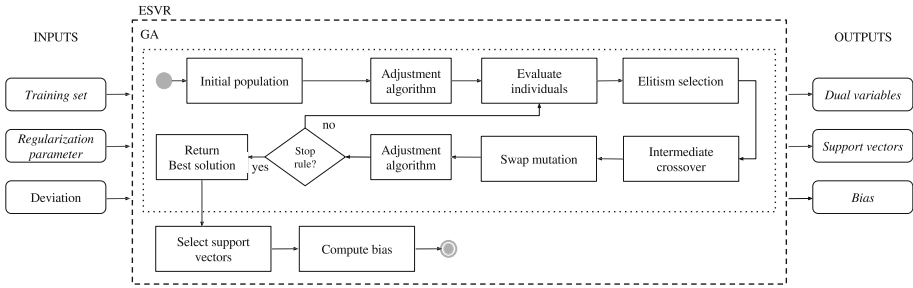 ESVR
INPUTS
GA
OUTPUTS
Initial population
Adjustment
algorithm
Evaluate
individuals
Elitism selection
Training set
Dual variables
no
Regularization
parameter
Return
Best solution
yes
Stop
rule?
Adjustment
algorithm
Swap mutation
Intermediate
crossover
Support vectors
Deviation
Bias
Select support
vectors
Compute bias